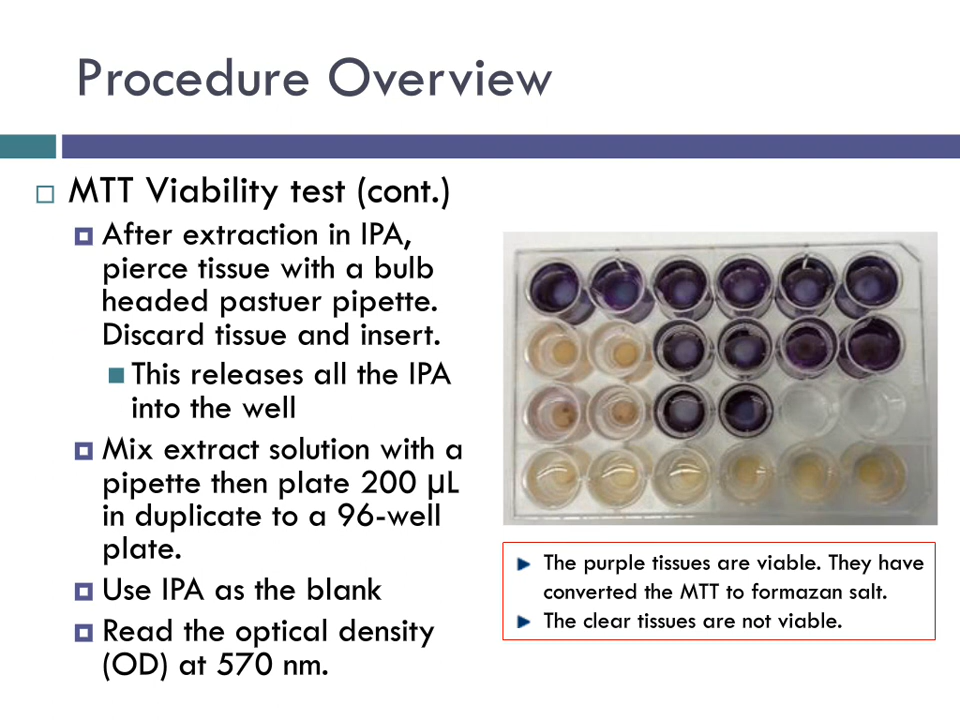 Procedure Overview
MTT Viability test (cont.)
After extraction in IPA,
pierce tissue with a bulb
headed pastuer pipette.
Discard tissue and insert.
This releases all the IPA
into the well
Mix extract solution with a
pipette then plate 200 µL
in duplicate to a 96-well
plate.
Use IPA as the blank
Read the optical density
(OD) at 570 nm.
The purple tissues are viable. They have
converted the MTT to formazan salt.
The clear tissues are not viable.